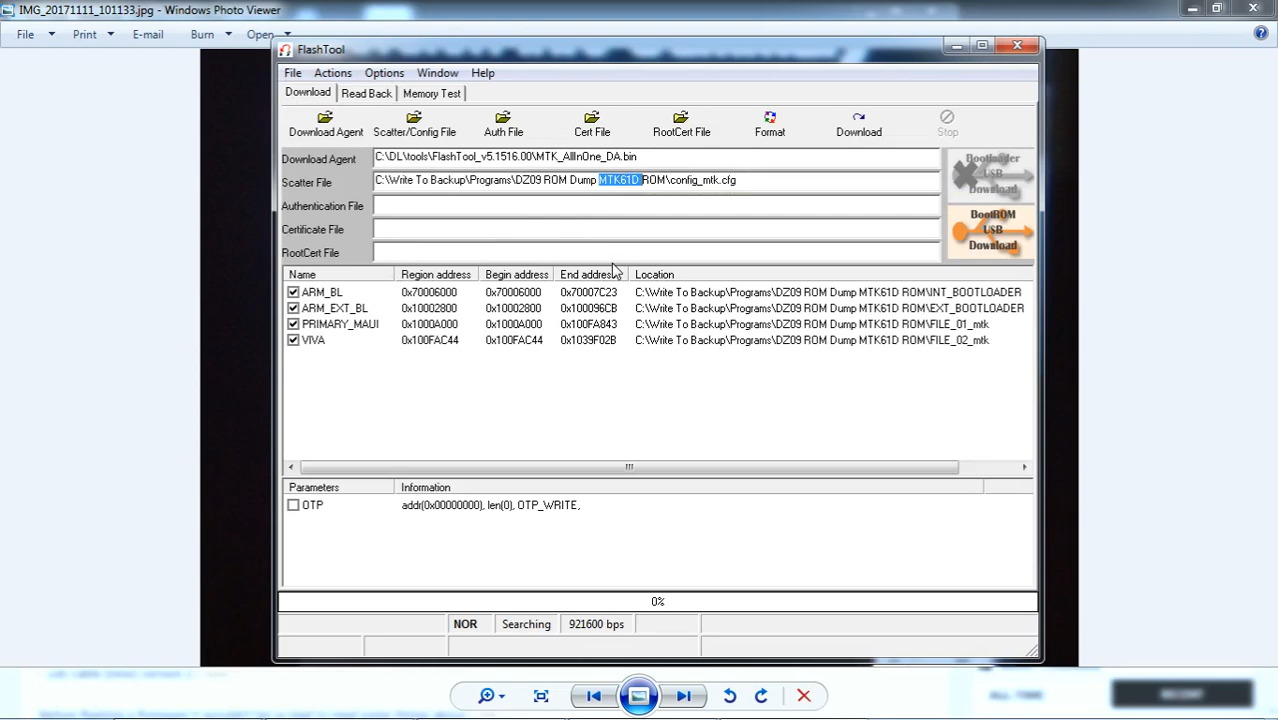 IMG_20171111_101133.jpg - Windows Photo Viewer
File Print E-mail Burn Open
FlashTool
File Actions Options Window Help
Download Read Back Memory Test
Download Agent Scatter/Config File Auth File Cert File RootCert File Format Download Stop
Download Agent C:\DL\tools\FlashTool_v5.1516.00\MTK_AllInOne_DA.bin
Scatter File C:\Write To Backup\Programs\DZ09 ROM Dump MTK61D ROM\config_mtk.cfg
Authentication File
Certificate File
RootCert File
Bootloader
USB
Download
BootROM
USB
Download
Name Region address Begin address End address Location
ARM_BL 0x70006000 0x70006000 0x70007C23 C:\Write To Backup\Programs\DZ09 ROM Dump MTK61D ROM\INT_BOOTLOADER
ARM_EXT_BL 0x10002800 0x10002800 0x100096CB C:\Write To Backup\Programs\DZ09 ROM Dump MTK61D ROM\EXT_BOOTLOADER
PRIMARY_MAUI 0x1000A000 0x1000A000 0x100FA843 C:\Write To Backup\Programs\DZ09 ROM Dump MTK61D ROM\FILE_01_mtk
VIVA 0x100FAC44 0x100FAC44 0x1039F02B C:\Write To Backup\Programs\DZ09 ROM Dump MTK61D ROM\FILE_02_mtk
Parameters Information
OTP addr(0x00000000), len(0), OTP_WRITE,
0%
NOR Searching 921600 bps
ALL TIME RECENT